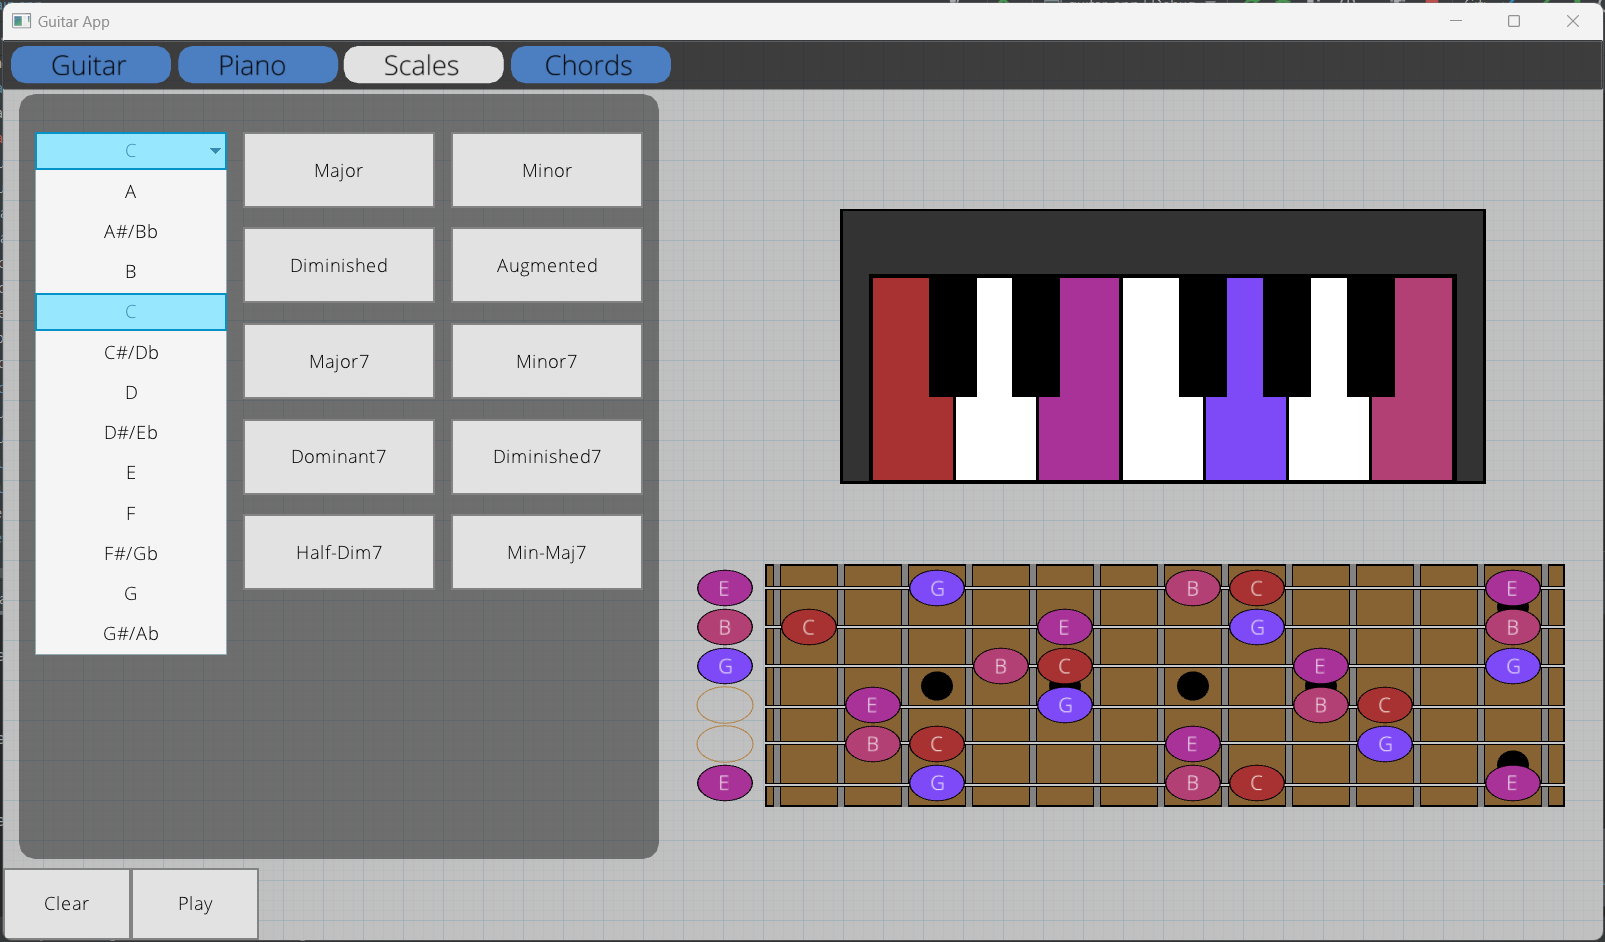 Guitar App
Guitar Piano Scales Chords
C
A
A#/Bb
B
C
C#/Db
D
D#/Eb
E
F
F#/Gb
G
G#/Ab
Major Minor
Diminished Augmented
Major7 Minor7
Dominant7 Diminished7
Half-Dim7 Min-Maj7
E G B C E
B C E G B
G B C E G
E G B C
B C E G
E G B C E
Clear Play